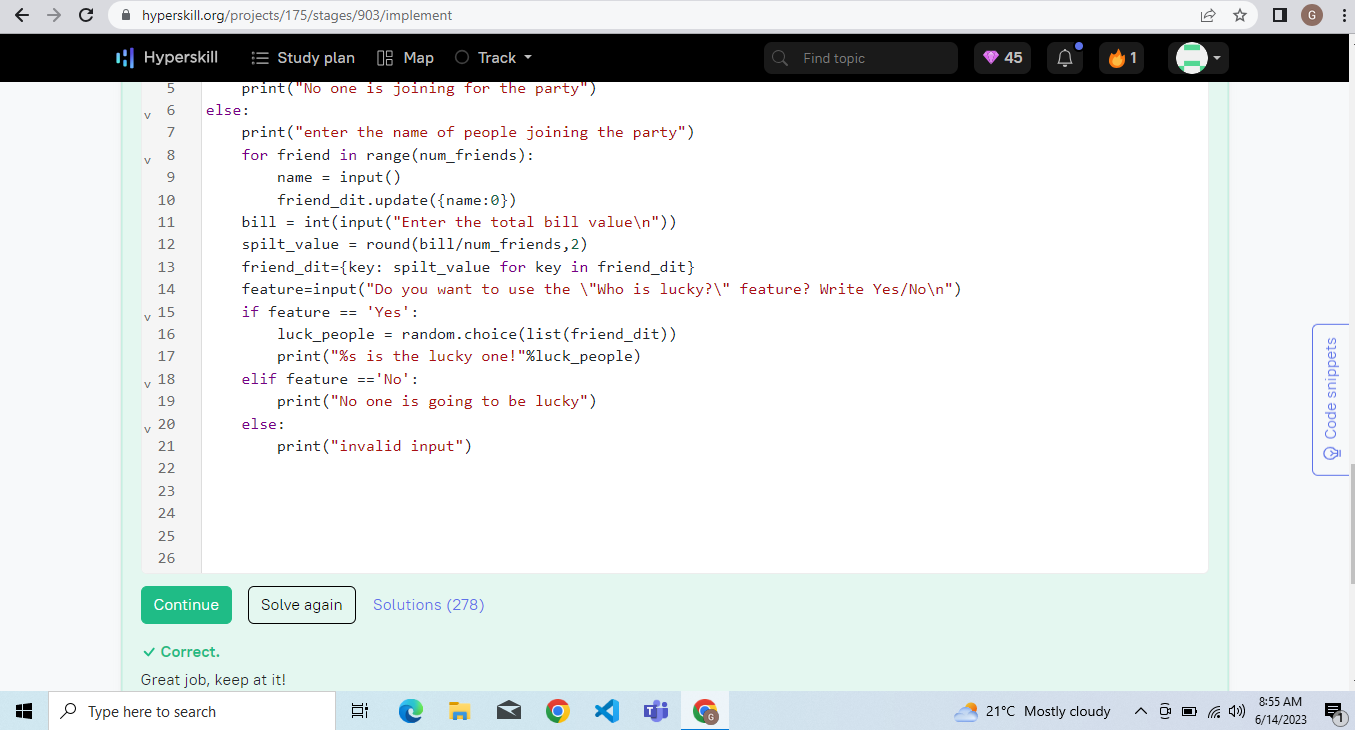 hyperskill.org/projects/175/stages/903/implement
G
Hyperskill
Study plan
Map
Track
Find topic
45
1
5 print("No one is joining for the party")
v 6 else:
7 print("enter the name of people joining the party")
v 8 for friend in range(num_friends):
9 name = input()
10 friend_dit.update({name:0})
11 bill = int(input("Enter the total bill value\n"))
12 spilt_value = round(bill/num_friends,2)
13 friend_dit={key: spilt_value for key in friend_dit}
14 feature=input("Do you want to use the \"Who is lucky?\" feature? Write Yes/No\n")
v 15 if feature == 'Yes':
16 luck_people = random.choice(list(friend_dit))
17 print("%s is the lucky one!"%luck_people)
v 18 elif feature =='No':
19 print("No one is going to be lucky")
v 20 else:
21 print("invalid input")
22
23
24
25
26
Code snippets
Continue
Solve again
Solutions (278)
Correct.
Great job, keep at it!
Type here to search
G
21°C Mostly cloudy
8:55 AM
6/14/2023
1